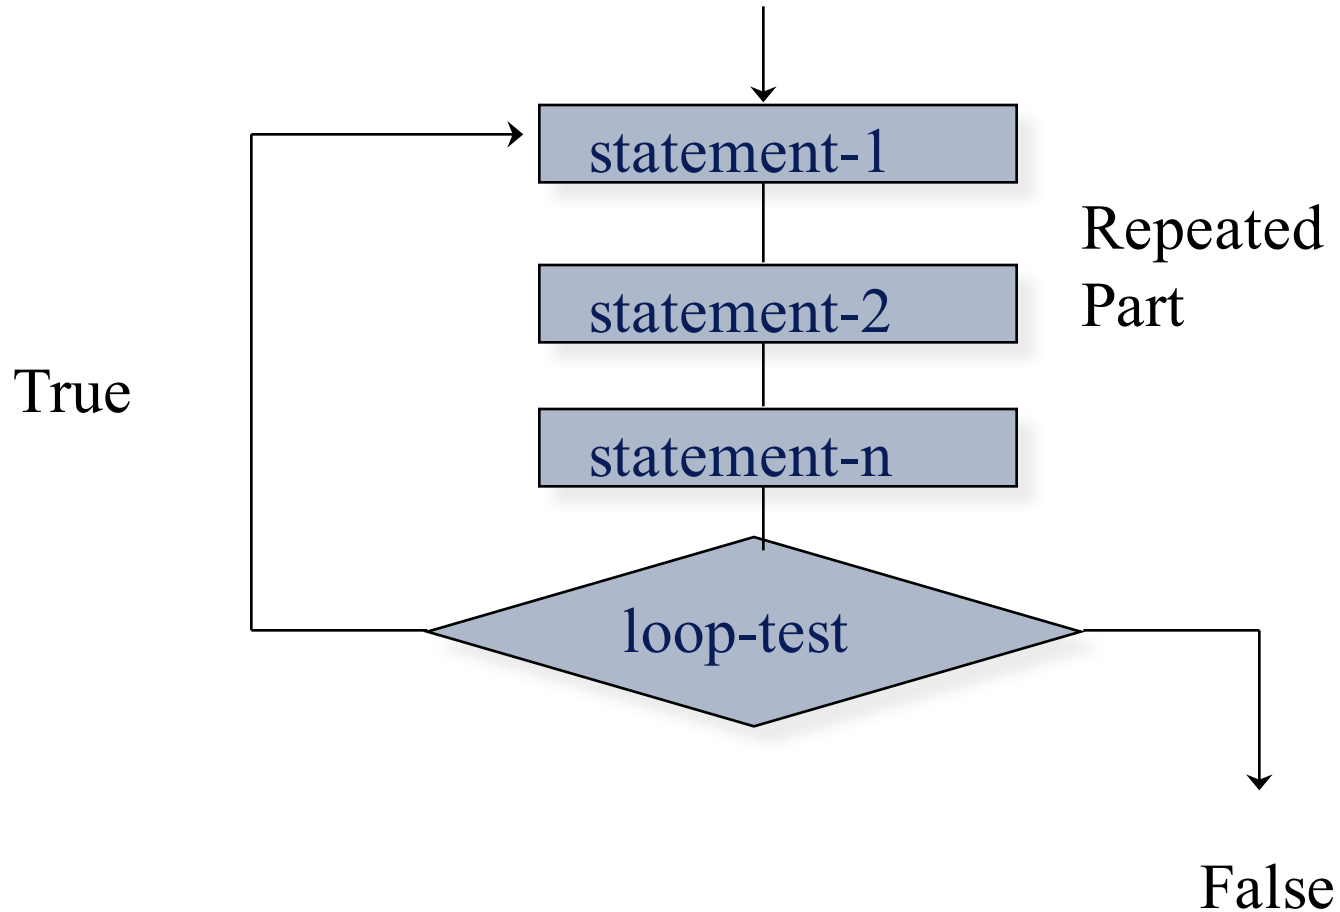 statement-1
Repeated
Part
statement-2
True
statement-n
loop-test
False